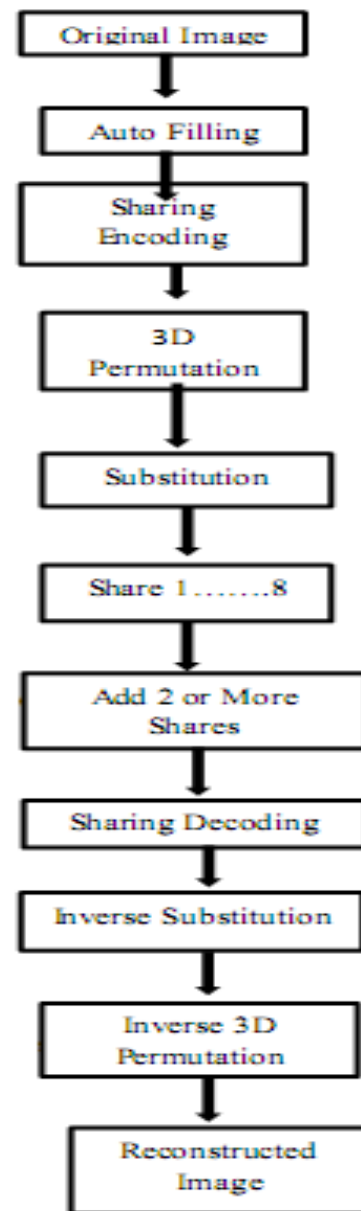 Original Image
Auto Filling
Sharing
Encoding
3D
Permutation
Substitution
Share 1.......8
Add 2 or More
Shares
Sharing Decoding
Inverse Substitution
Inverse 3D
Permutation
Reconstructed
Image